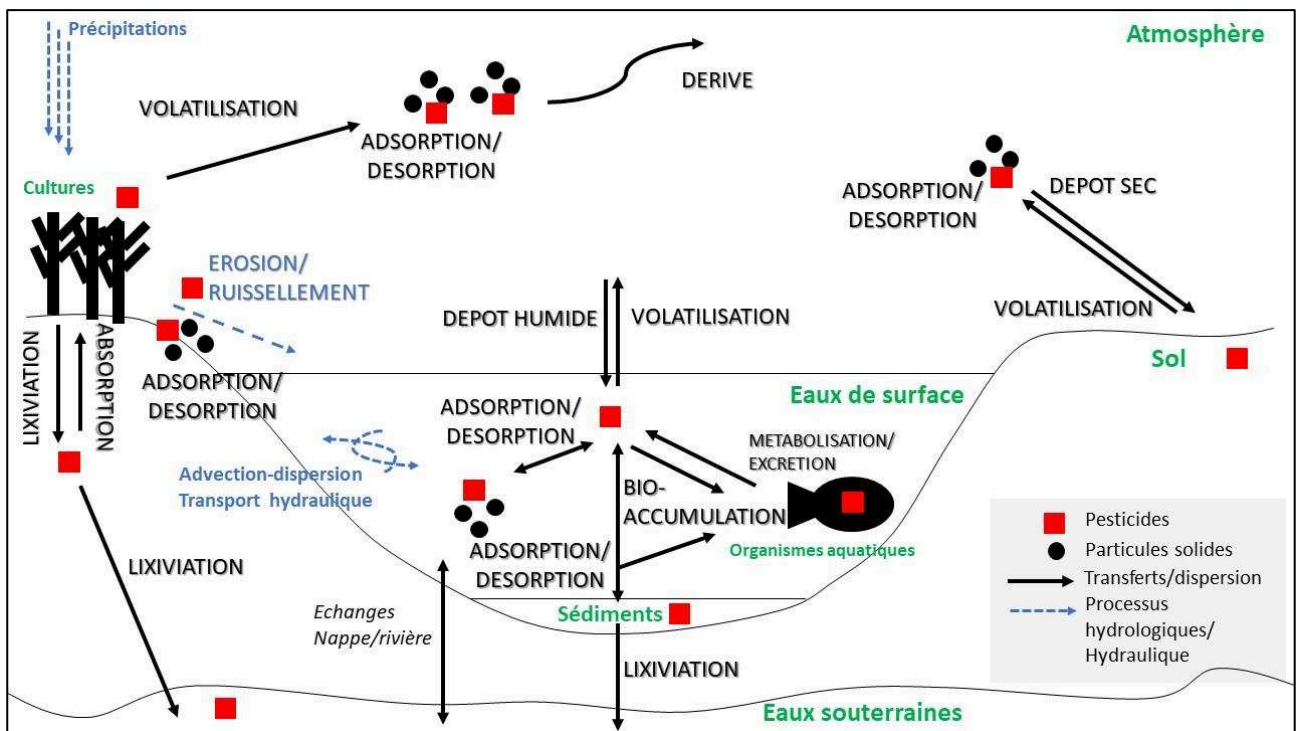 Précipitations
Atmosphère
VOLATILISATION
DERIVE
ADSORPTION/
DESORPTION
Cultures
ADSORPTION/
DESORPTION
DEPOT SEC
EROSION/
RUISSELLEMENT
DEPOT HUMIDE
VOLATILISATION
VOLATILISATION
LIXIVIATION
ABSORPTION
ADSORPTION/
DESORPTION
Sol
Eaux de surface
ADSORPTION/
DESORPTION
METABOLISATION/
EXCRETION
Advection-dispersion
Transport hydraulique
BIO-
ACCUMULATION
Organismes aquatiques
ADSORPTION/
DESORPTION
LIXIVIATION
Echanges
Nappe/rivière
Sédiments
LIXIVIATION
Eaux souterraines
Pesticides
Particules solides
Transferts/dispersion
Processus
hydrologiques/
Hydraulique